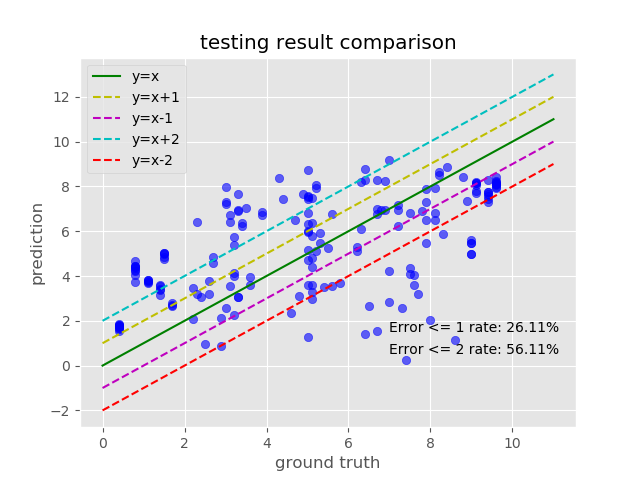 testing result comparison
y=x
y=x+1
y=x-1
y=x+2
y=x-2
12
10
8
6
4
2
0
−2
prediction
Error <= 1 rate: 26.11%
Error <= 2 rate: 56.11%
0 2 4 6 8 10
ground truth